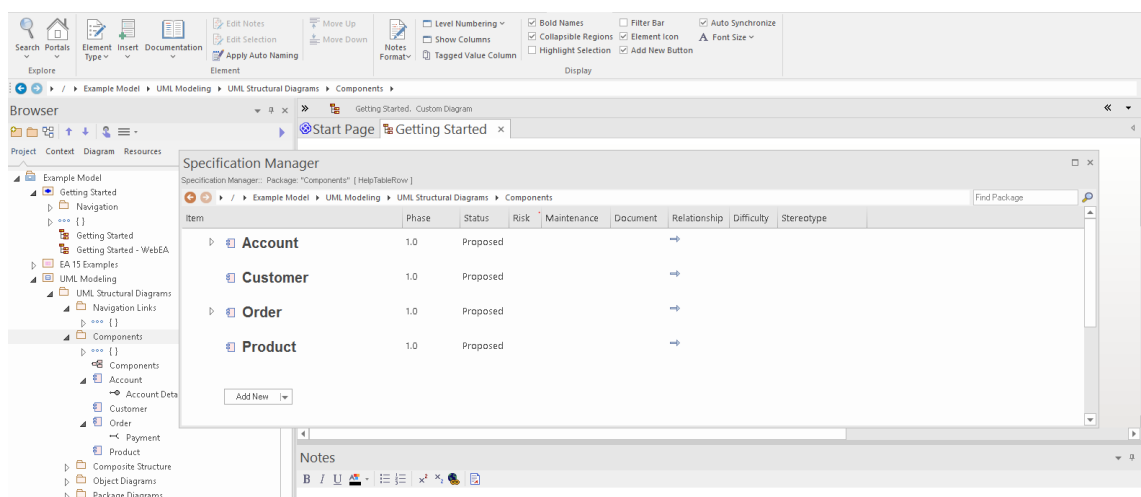 Search Portals
Element Type
Insert
Documentation
Edit Notes
Edit Selection
Apply Auto Naming
Move Up
Move Down
Notes Format
Level Numbering
Show Columns
Tagged Value Column
Bold Names
Collapsible Regions
Highlight Selection
Filter Bar
Element Icon
Add New Button
Auto Synchronize
A Font Size
Explore
Element
Display
/ Example Model UML Modeling UML Structural Diagrams Components
Browser
Getting Started. Custom Diagram
Start Page Getting Started ×
Project Context Diagram Resources
Example Model
Getting Started
Navigation
{ }
Getting Started
Getting Started - WebEA
EA 15 Examples
UML Modeling
UML Structural Diagrams
Navigation Links
{ }
Components
{ }
Components
Account
Account Deta
Customer
Order
Payment
Product
Composite Structure
Object Diagrams
Package Diagrams
Specification Manager
Specification Manager:: Package: "Components" [ HelpTableRow ]
/ Example Model UML Modeling UML Structural Diagrams Components
Find Package
Item Phase Status Risk Maintenance Document Relationship Difficulty Stereotype
Account 1.0 Proposed
Customer 1.0 Proposed
Order 1.0 Proposed
Product 1.0 Proposed
Add New
Notes
B I U A x² x₂